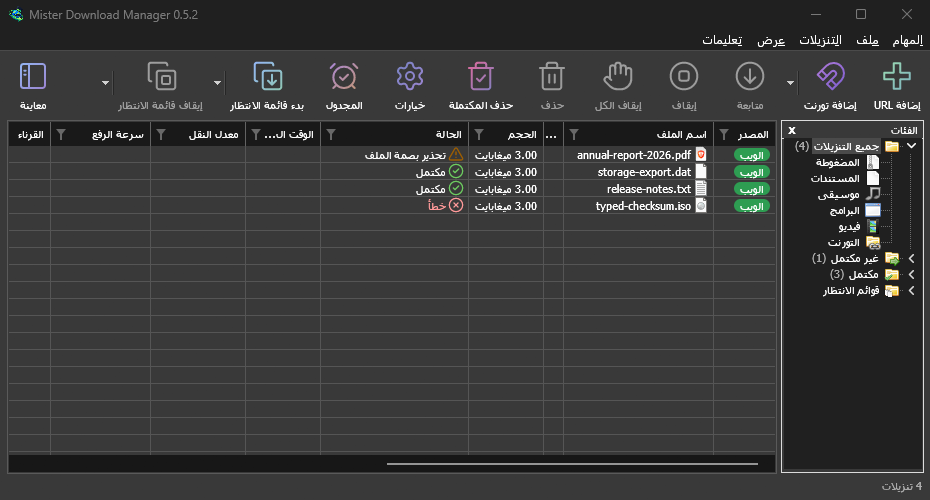 Mister Download Manager 0.5.2
المهام ملف التنزيلات عرض تعليمات
إضافة URL إضافة تورنت متابعة إيقاف إيقاف الكل حذف حذف المكتملة خيارات المجدول بدء قائمة الانتظار إيقاف قائمة الانتظار معاينة
الفئات x
جميع التنزيلات (4)
المضغوطة
المستندات
موسيقى
البرامج
فيديو
التورنت
غير مكتمل (1)
مكتمل (3)
قوائم الانتظار
المصدر اسم الملف ... الحجم الحالة الوقت ال... معدل النقل سرعة الرفع القرناء
الويب annual-report-2026.pdf 3.00 ميغابايت تحذير بصمة الملف
الويب storage-export.dat 3.00 ميغابايت مكتمل
الويب release-notes.txt 3.00 ميغابايت مكتمل
الويب typed-checksum.iso 3.00 ميغابايت خطأ
4 تنزيلات